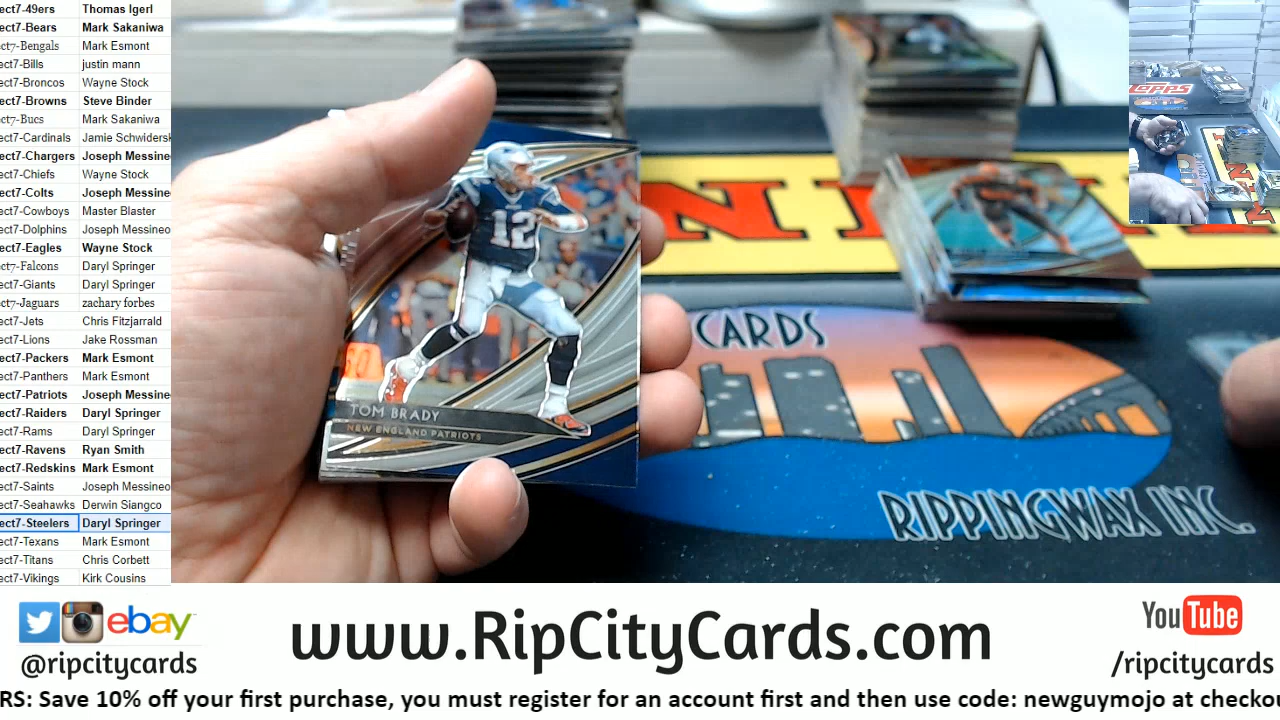 ect7-49ers Thomas Igerl
ect7-Bears Mark Sakaniwa
ct7-Bengals Mark Esmont
ect7-Bills justin mann
ect7-Broncos Wayne Stock
ect7-Browns Steve Binder
ct7-Bucs Mark Sakaniwa
ect7-Cardinals Jamie Schwidersk
ect7-Chargers Joseph Messine
ect7-Chiefs Wayne Stock
ect7-Colts Joseph Messine
ect7-Cowboys Master Blaster
ect7-Dolphins Joseph Messineo
ect7-Eagles Wayne Stock
ct7-Falcons Daryl Springer
ect7-Giants Daryl Springer
ct7-Jaguars zachary forbes
ect7-Jets Chris Fitzjarrald
ect7-Lions Jake Rossman
ect7-Packers Mark Esmont
ect7-Panthers Mark Esmont
ect7-Patriots Joseph Messine
ect7-Raiders Daryl Springer
ect7-Rams Daryl Springer
ect7-Ravens Ryan Smith
ect7-Redskins Mark Esmont
ect7-Saints Joseph Messineo
ect7-Seahawks Derwin Siangco
ect7-Steelers Daryl Springer
ect7-Texans Mark Esmont
ect7-Titans Chris Corbett
ect7-Vikings Kirk Cousins
12
TOM BRADY
NEW ENGLAND PATRIOTS
NINI
CARDS
RIPPINGWAX INC.
TOPPS
ebay
@ripcitycards
www.RipCityCards.com
YouTube
/ripcitycards
RS: Save 10% off your first purchase, you must register for an account first and then use code: newguymojo at checkou